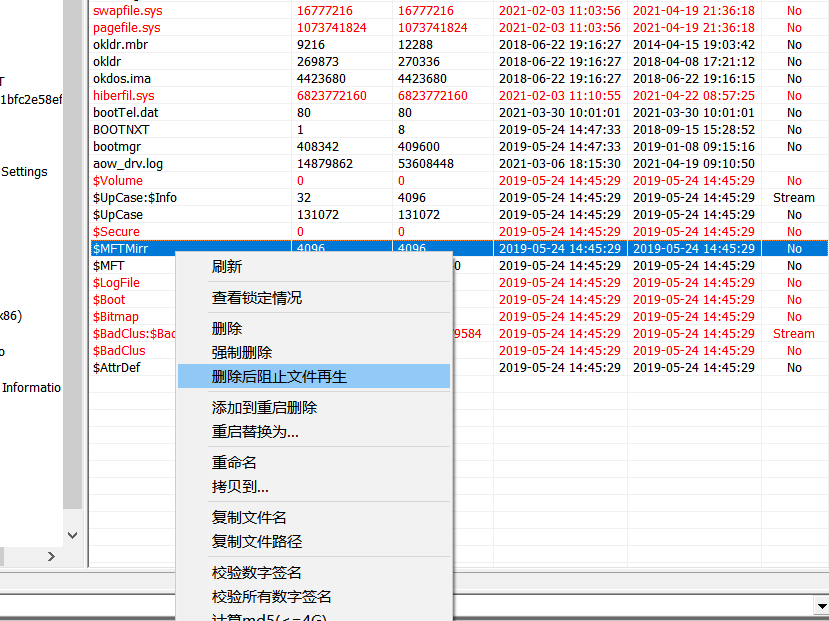 swapfile.sys 16777216 16777216 2021-02-03 11:03:56 2021-04-19 21:36:18 No
pagefile.sys 1073741824 1073741824 2021-02-03 11:03:56 2021-04-19 21:36:18 No
okldr.mbr 9216 12288 2018-06-22 19:16:27 2014-04-15 19:03:42 No
okldr 269873 270336 2018-06-22 19:16:27 2018-04-08 17:21:12 No
T okdos.ima 4423680 4423680 2018-06-22 19:16:27 2018-06-22 19:16:15 No
1bfc2e58ef hiberfil.sys 6823772160 6823772160 2021-02-03 11:10:55 2021-04-22 08:57:25 No
bootTel.dat 80 80 2021-03-30 10:01:01 2021-03-30 10:01:01 No
BOOTNXT 1 8 2019-05-24 14:47:33 2018-09-15 15:28:52 No
bootmgr 408342 409600 2019-05-24 14:47:33 2019-01-08 09:15:16 No
aow_drv.log 14879862 53608448 2021-03-06 18:15:30 2021-04-19 09:10:50
Settings $Volume 0 0 2019-05-24 14:45:29 2019-05-24 14:45:29 No
$UpCase:$Info 32 4096 2019-05-24 14:45:29 2019-05-24 14:45:29 Stream
$UpCase 131072 131072 2019-05-24 14:45:29 2019-05-24 14:45:29 No
$Secure 0 0 2019-05-24 14:45:29 2019-05-24 14:45:29 No
$MFTMirr 4096 4096 2019-05-24 14:45:29 2019-05-24 14:45:29 No
$MFT 0 2019-05-24 14:45:29 2019-05-24 14:45:29 No
$LogFile 2019-05-24 14:45:29 2019-05-24 14:45:29 No
$Boot 2019-05-24 14:45:29 2019-05-24 14:45:29 No
x86) $Bitmap 2019-05-24 14:45:29 2019-05-24 14:45:29 No
$BadClus:$Bad 9584 2019-05-24 14:45:29 2019-05-24 14:45:29 Stream
o $BadClus 2019-05-24 14:45:29 2019-05-24 14:45:29 No
$AttrDef 2019-05-24 14:45:29 2019-05-24 14:45:29 No
Informatio
刷新
查看锁定情况
删除
强制删除
删除后阻止文件再生
添加到重启删除
重启替换为...
重命名
拷贝到...
复制文件名
复制文件路径
校验数字签名
校验所有数字签名
计算md5(<=4G)